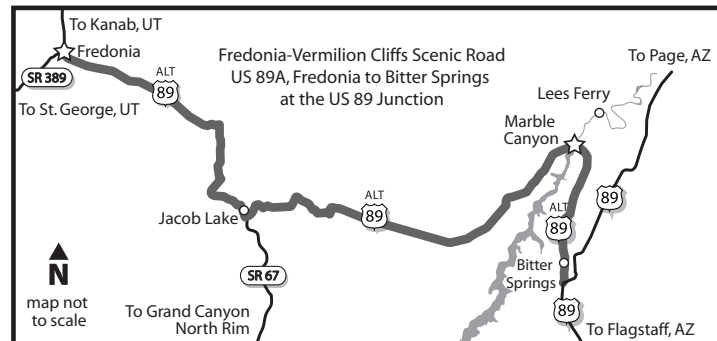 To Kanab, UT
Fredonia
SR 389
To St. George, UT
ALT
89
Fredonia-Vermilion Cliffs Scenic Road
US 89A, Fredonia to Bitter Springs
at the US 89 Junction
To Page, AZ
Lees Ferry
Marble
Canyon
Jacob Lake
ALT
89
ALT
89
89
Bitter
Springs
SR 67
N
map not
to scale
To Grand Canyon
North Rim
89
To Flagstaff, AZ